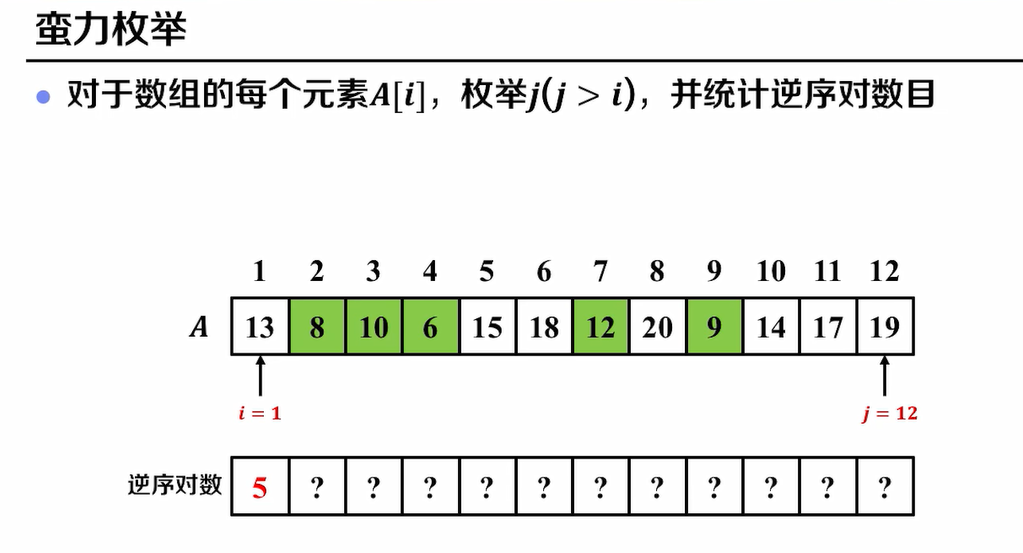 蛮力枚举
对于数组的每个元素A[i]，枚举j(j > i)，并统计逆序对数目
1 2 3 4 5 6 7 8 9 10 11 12
A 13 8 10 6 15 18 12 20 9 14 17 19
i = 1 j = 12
逆序对数 5 ? ? ? ? ? ? ? ? ? ? ?